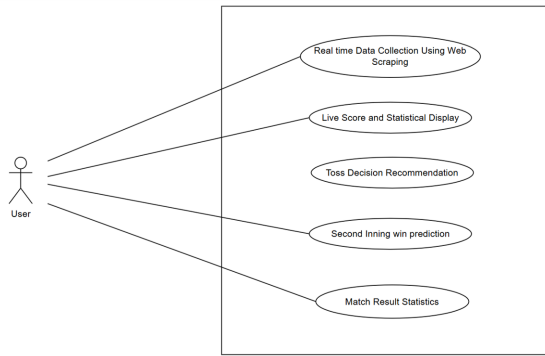 Real time Data Collection Using Web
Scraping
Live Score and Statistical Display
Toss Decision Recommendation
User
Second Inning win prediction
Match Result Statistics